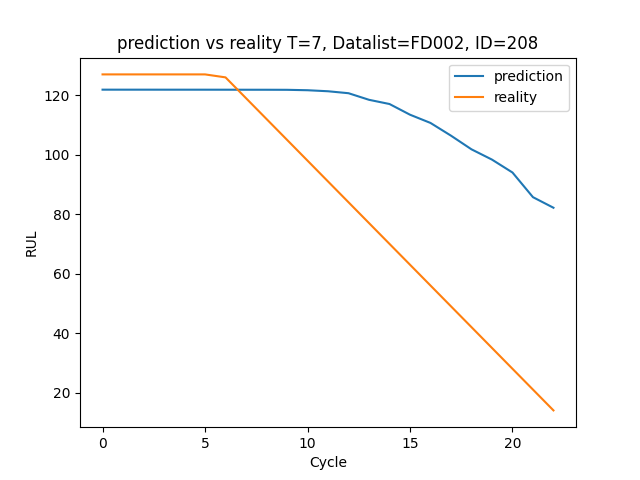 prediction vs reality T=7, Datalist=FD002, ID=208
prediction
reality
120
100
80
60
40
20
RUL
0 5 10 15 20
Cycle